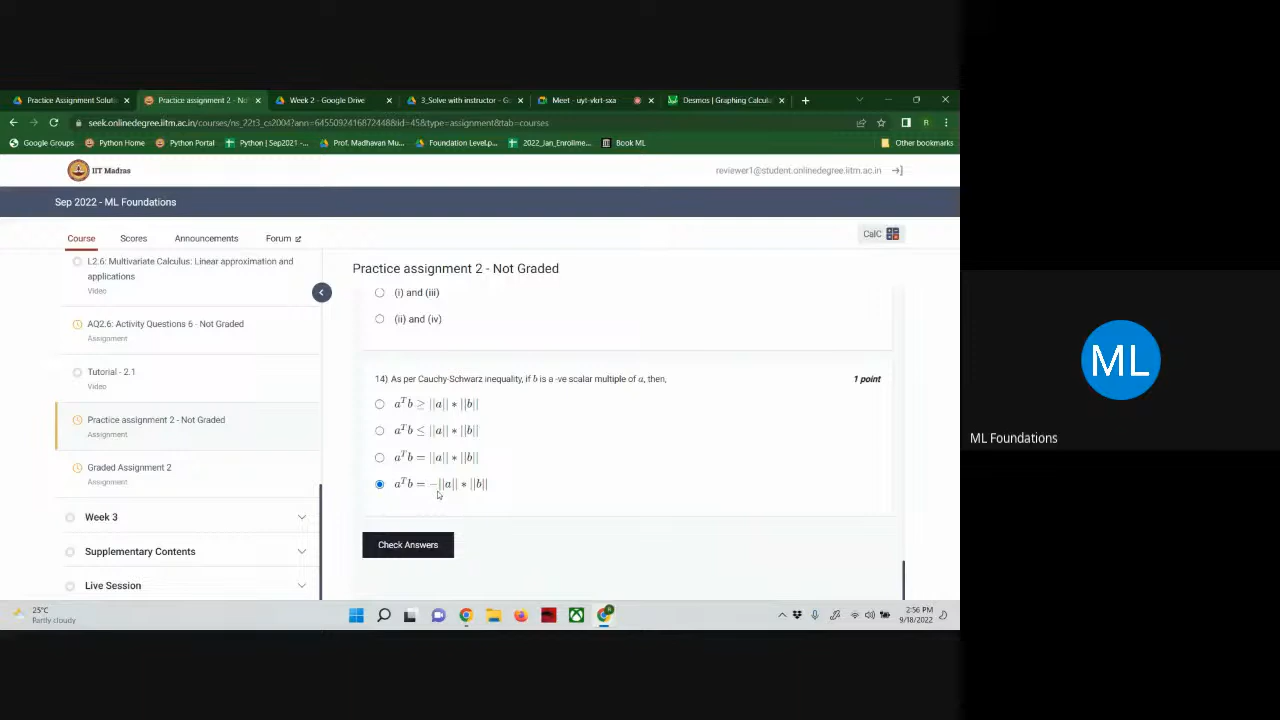 Practice Assignment Soluti
Practice assignment 2 - No
Week 2 - Google Drive
3_Solve with instructor - Go
Meet - uyt-vkrt-sxa
Desmos | Graphing Calcula
seek.onlinedegree.iitm.ac.in/courses/ns_22t3_cs2004?ann=6455092416872448&id=45&type=assignment&tab=courses
Google Groups
Python Home
Python Portal
Python | Sep2021 -...
Prof. Madhavan Mu...
Foundation Level.p...
2022_Jan_Enrollme...
Book ML
Other bookmarks
IIT Madras
reviewer1@student.onlinedegree.iitm.ac.in
Sep 2022 - ML Foundations
Course
Scores
Announcements
Forum
CalC
L2.6: Multivariate Calculus: Linear approximation and
applications
Video
AQ2.6: Activity Questions 6 - Not Graded
Assignment
Tutorial - 2.1
Video
Practice assignment 2 - Not Graded
Assignment
Graded Assignment 2
Assignment
Week 3
Supplementary Contents
Live Session
Practice assignment 2 - Not Graded
(i) and (iii)
(ii) and (iv)
14) As per Cauchy-Schwarz inequality, if b is a -ve scalar multiple of a, then,
1 point
a^T b ≥ ||a|| * ||b||
a^T b ≤ ||a|| * ||b||
a^T b = ||a|| * ||b||
a^T b = -||a|| * ||b||
Check Answers
ML
ML Foundations
25°C
Partly cloudy
2:56 PM
9/18/2022